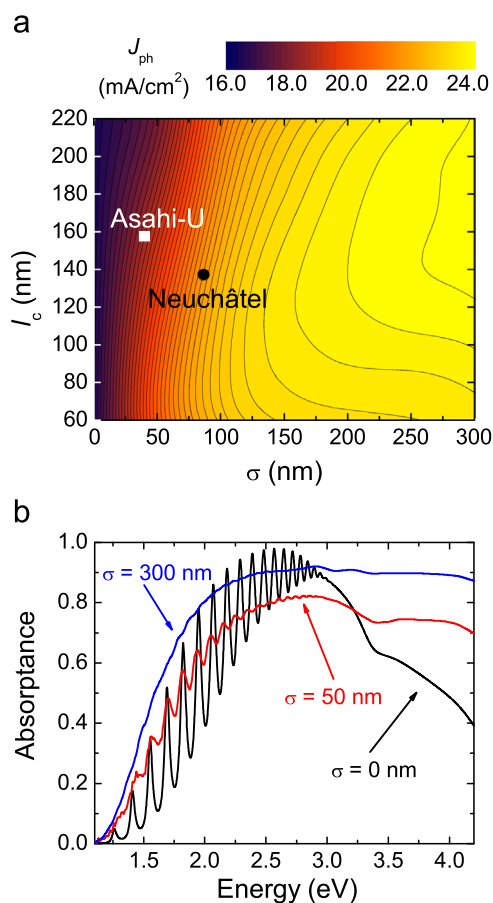 a
J_ph
(mA/cm²) 16.0 18.0 20.0 22.0 24.0
220
200
180
160
140
120
100
80
60
l_c (nm)
Asahi-U
Neuchâtel
0 50 100 150 200 250 300
σ (nm)
b
1.0
0.8
0.6
0.4
0.2
0.0
Absorptance
σ = 300 nm
σ = 50 nm
σ = 0 nm
1.5 2.0 2.5 3.0 3.5 4.0
Energy (eV)